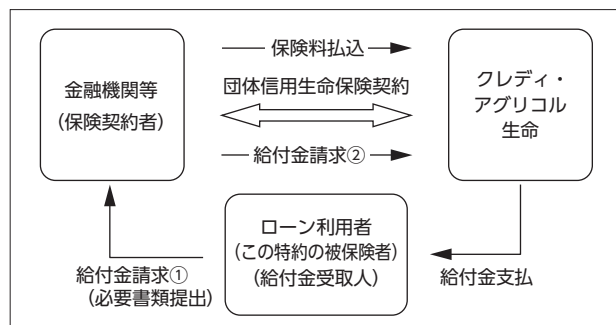 保険料払込
金融機関等
(保険契約者)
団体信用生命保険契約
クレディ・
アグリコル
生命
給付金請求②
ローン利用者
(この特約の被保険者)
(給付金受取人)
給付金請求①
(必要書類提出)
給付金支払